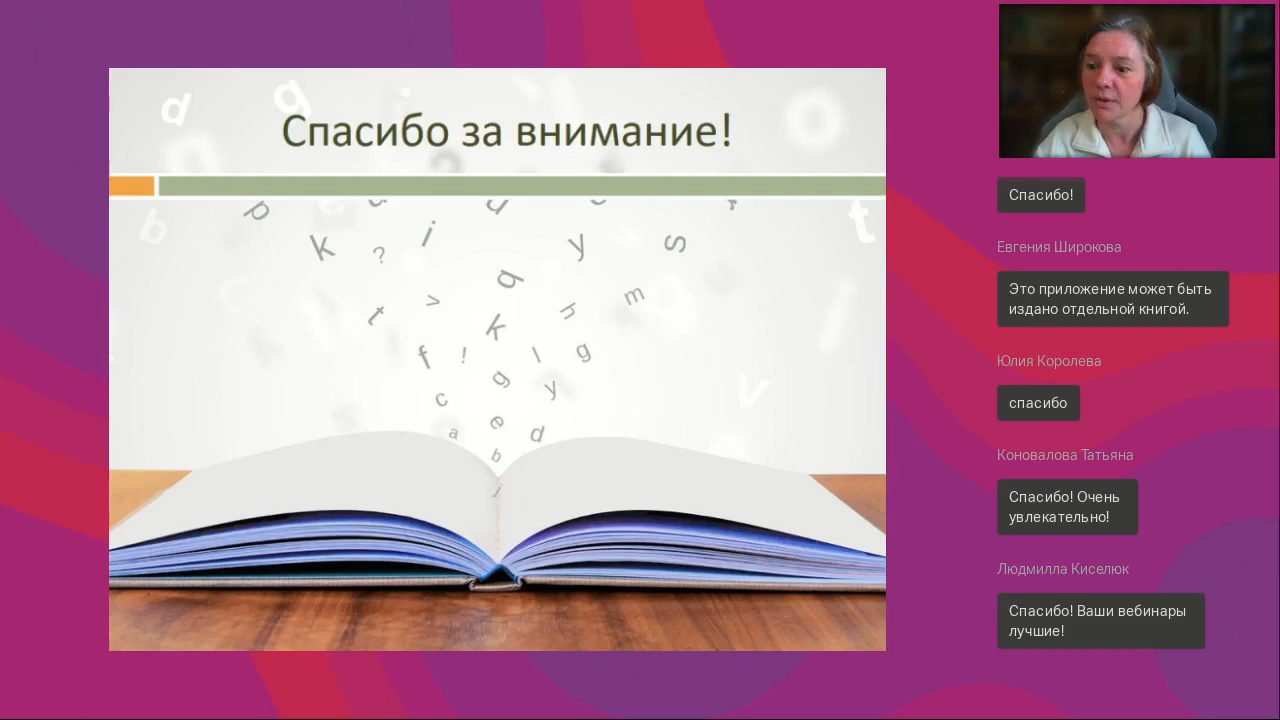 Спасибо за внимание!
Спасибо!
Евгения Широкова
Это приложение может быть
издано отдельной книгой.
Юлия Королева
спасибо
Коновалова Татьяна
Спасибо! Очень
увлекательно!
Людмилла Киселюк
Спасибо! Ваши вебинары
лучшие!